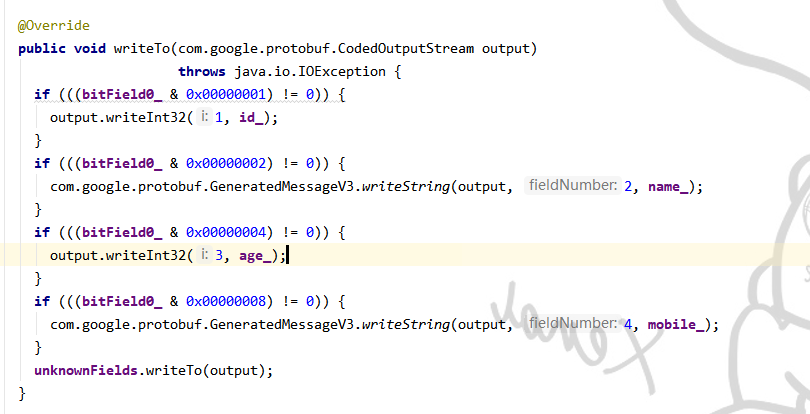 @Override
public void writeTo(com.google.protobuf.CodedOutputStream output)
throws java.io.IOException {
if (((bitField0_ & 0x00000001) != 0)) {
output.writeInt32( i: 1, id_);
}
if (((bitField0_ & 0x00000002) != 0)) {
com.google.protobuf.GeneratedMessageV3.writeString(output, fieldNumber: 2, name_);
}
if (((bitField0_ & 0x00000004) != 0)) {
output.writeInt32( i: 3, age_);
}
if (((bitField0_ & 0x00000008) != 0)) {
com.google.protobuf.GeneratedMessageV3.writeString(output, fieldNumber: 4, mobile_);
}
unknownFields.writeTo(output);
}